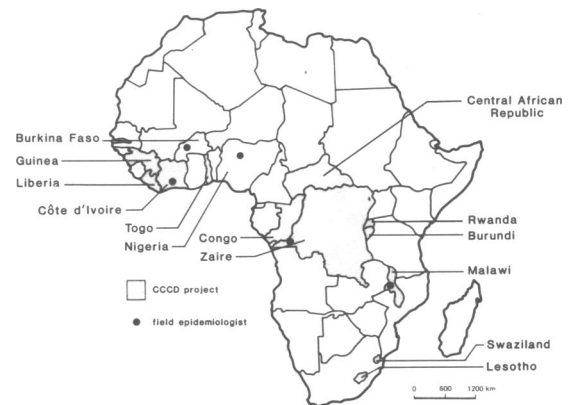 Central African
Republic
Burkina Faso
Guinea
Liberia
Côte d'Ivoire
Togo
Nigeria
Congo
Zaire
Rwanda
Burundi
Malawi
CCCD project
field epidemiologist
Swaziland
Lesotho
0 600 1200 km